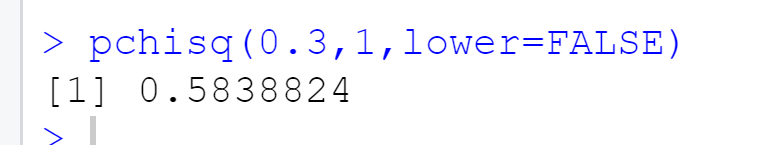 > pchisq(0.3,1,lower=FALSE)
[1] 0.5838824
>